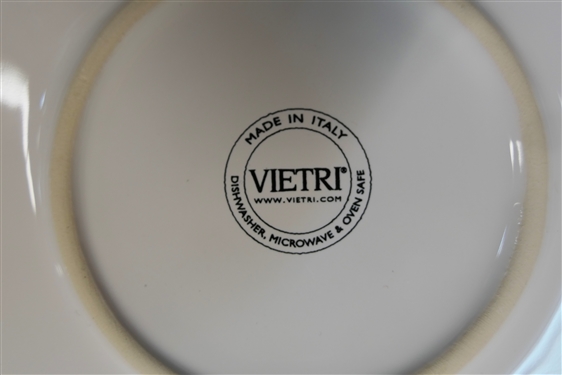 MADE IN ITALY
VIETRI®
WWW.VIETRI.COM
DISHWASHER, MICROWAVE & OVEN SAFE